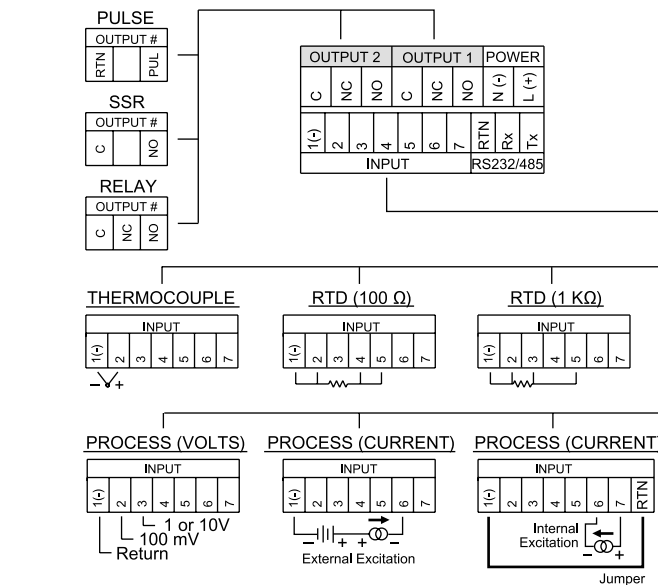 PULSE
OUTPUT #
RTN PUL
SSR
OUTPUT #
C NO
RELAY
OUTPUT #
C NC NO
OUTPUT 2 OUTPUT 1 POWER
C NC NO C NC NO N (-) L (+)
1(-) 2 3 4 5 6 7 RTN Rx Tx
INPUT RS232/485
THERMOCOUPLE
INPUT
1(-) 2 3 4 5 6 7
− +
RTD (100 Ω)
INPUT
1(-) 2 3 4 5 6 7
RTD (1 KΩ)
INPUT
1(-) 2 3 4 5 6 7
PROCESS (VOLTS)
INPUT
1(-) 2 3 4 5 6 7
1 or 10V
100 mV
Return
PROCESS (CURRENT)
INPUT
1(-) 2 3 4 5 6 7
− + + −
External Excitation
PROCESS (CURRENT)
INPUT
1(-) 2 3 4 5 6 7 RTN
Internal
Excitation
− +
Jumper